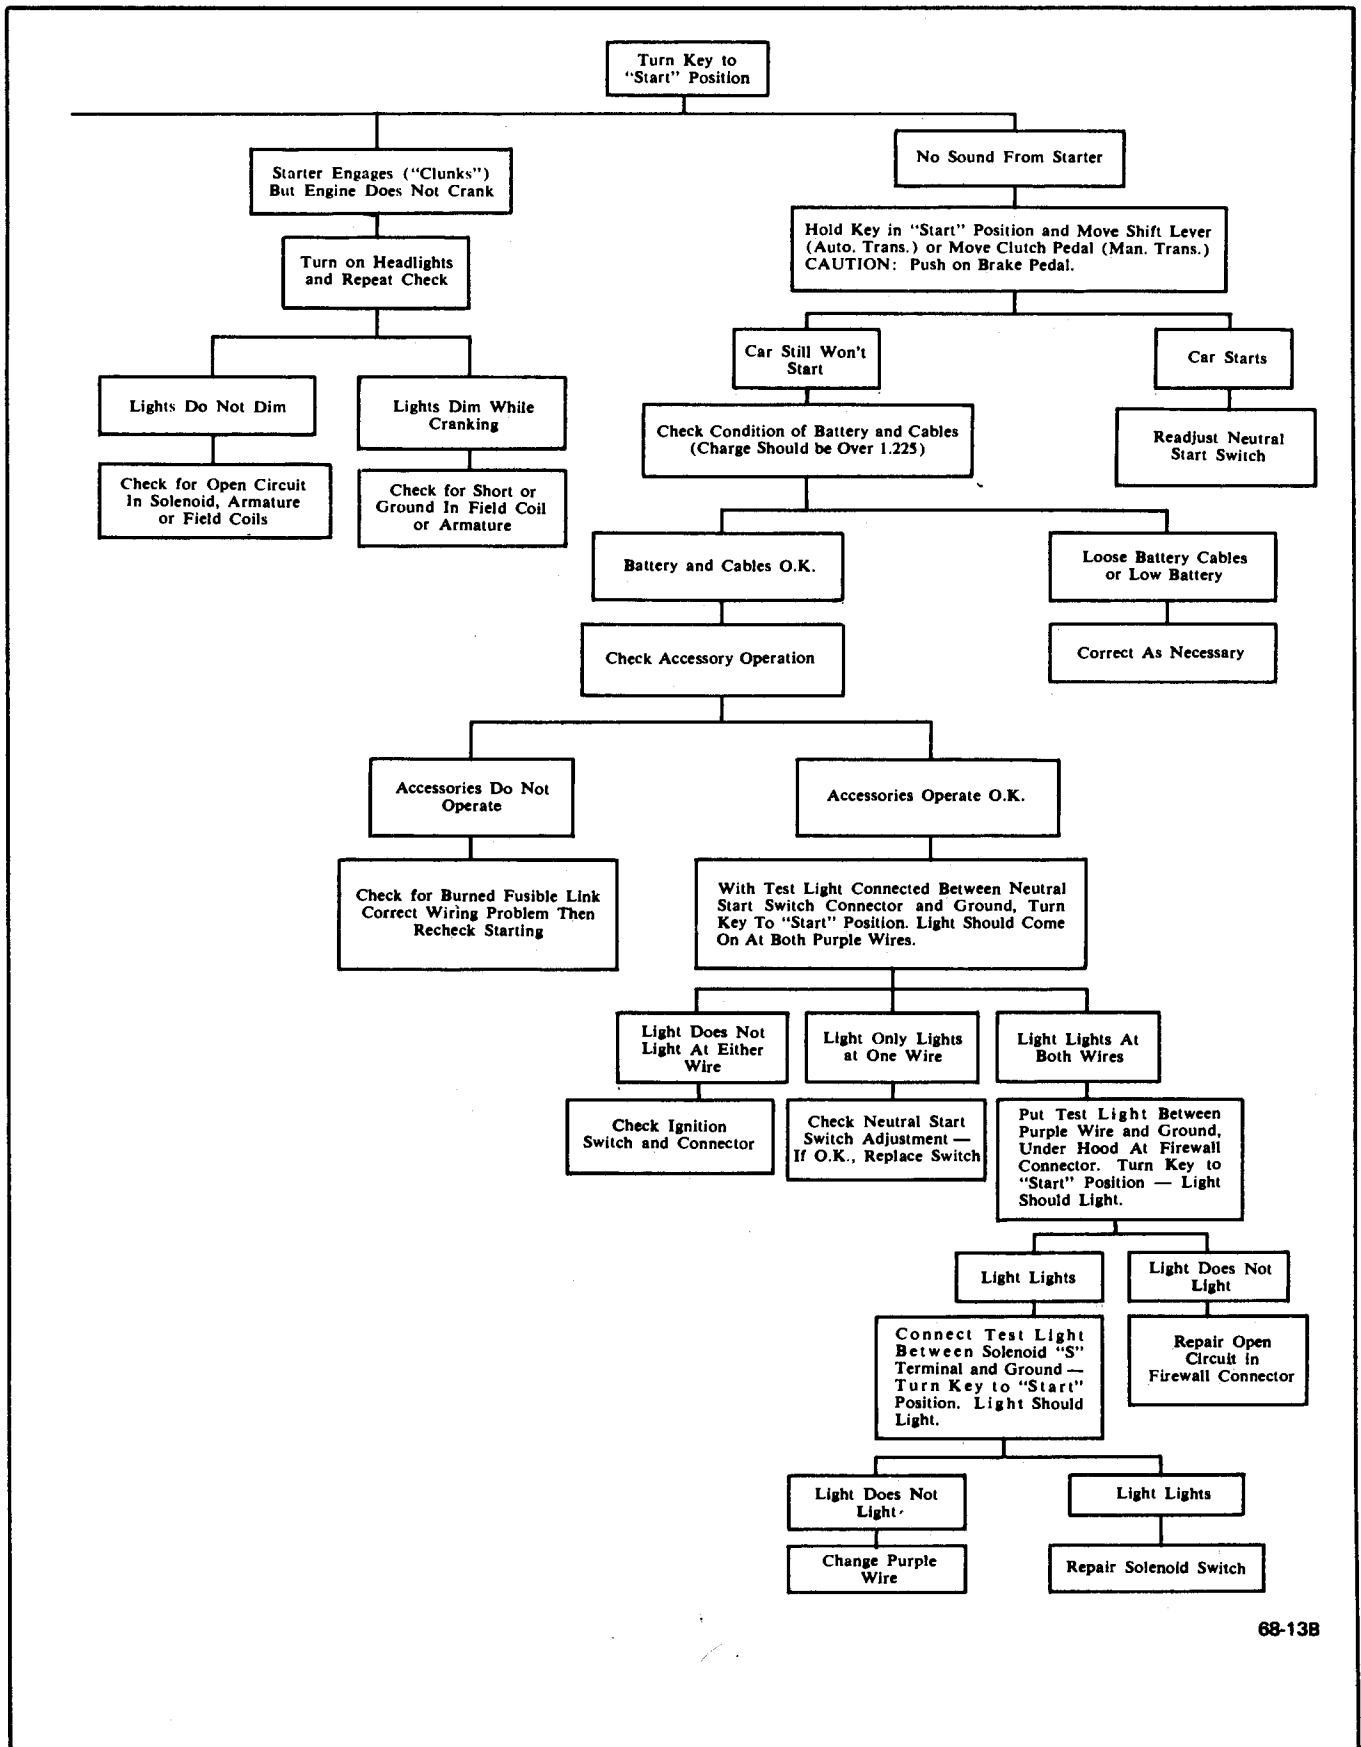 Turn Key to
“Start” Position
Starter Engages (“Clunks”)
But Engine Does Not Crank
No Sound From Starter
Turn on Headlights
and Repeat Check
Hold Key in “Start” Position and Move Shift Lever
(Auto. Trans.) or Move Clutch Pedal (Man. Trans.)
CAUTION: Push on Brake Pedal.
Lights Do Not Dim
Lights Dim While
Cranking
Car Still Won't
Start
Car Starts
Check for Open Circuit
In Solenoid, Armature
or Field Coils
Check for Short or
Ground In Field Coil
or Armature
Check Condition of Battery and Cables
(Charge Should be Over 1.225)
Readjust Neutral
Start Switch
Battery and Cables O.K.
Loose Battery Cables
or Low Battery
Check Accessory Operation
Correct As Necessary
Accessories Do Not
Operate
Accessories Operate O.K.
Check for Burned Fusible Link
Correct Wiring Problem Then
Recheck Starting
With Test Light Connected Between Neutral
Start Switch Connector and Ground, Turn
Key To “Start” Position. Light Should Come
On At Both Purple Wires.
Light Does Not
Light At Either
Wire
Light Only Lights
at One Wire
Light Lights At
Both Wires
Check Ignition
Switch and Connector
Check Neutral Start
Switch Adjustment —
If O.K., Replace Switch
Put Test Light Between
Purple Wire and Ground,
Under Hood At Firewall
Connector. Turn Key to
“Start” Position — Light
Should Light.
Light Lights
Light Does Not
Light
Connect Test Light
Between Solenoid “S”
Terminal and Ground —
Turn Key to “Start”
Position. Light Should
Light.
Repair Open
Circuit in
Firewall Connector
Light Does Not
Light
Light Lights
Change Purple
Wire
Repair Solenoid Switch
68-13B